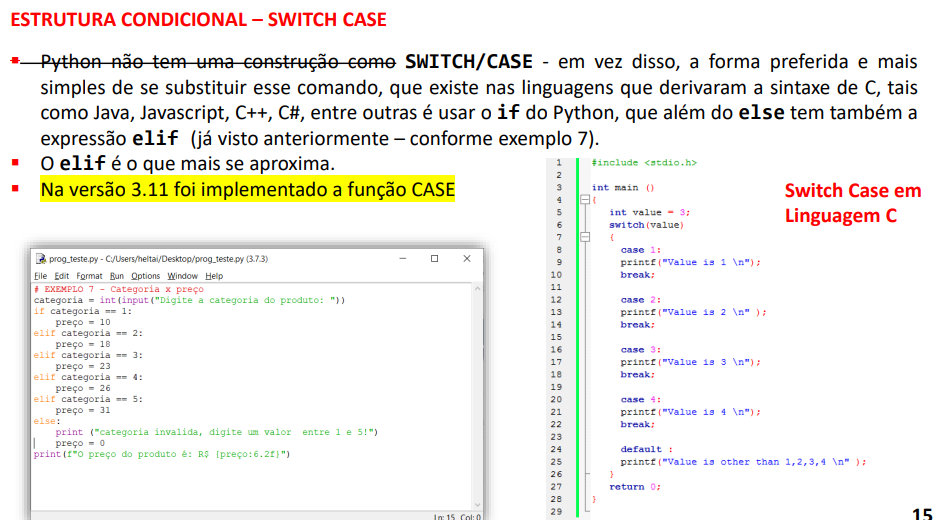 ESTRUTURA CONDICIONAL – SWITCH CASE
▪ Python não tem uma construção como SWITCH/CASE - em vez disso, a forma preferida e mais
simples de se substituir esse comando, que existe nas linguagens que derivaram a sintaxe de C, tais
como Java, Javascript, C++, C#, entre outras é usar o if do Python, que além do else tem também a
expressão elif (já visto anteriormente – conforme exemplo 7).
▪ O elif é o que mais se aproxima.
▪ Na versão 3.11 foi implementado a função CASE
prog_teste.py - C:/Users/heltai/Desktop/prog_teste.py (3.7.3)
File Edit Format Run Options Window Help
# EXEMPLO 7 - Categoria x preço
categoria = int(input("Digite a categoria do produto: "))
if categoria == 1:
    preço = 10
elif categoria == 2:
    preço = 18
elif categoria == 3:
    preço = 23
elif categoria == 4:
    preço = 26
elif categoria == 5:
    preço = 31
else:
    print ("categoria invalida, digite um valor  entre 1 e 5!")
    preço = 0
print(f"O preço do produto é: R$ {preço:6.2f}")
Ln: 15 Col: 0
Switch Case em
Linguagem C
1 #include <stdio.h>
2
3 int main ()
4 {
5    int value = 3;
6    switch(value)
7    {
8      case 1:
9      printf("Value is 1 \n");
10      break;
11
12      case 2:
13      printf("Value is 2 \n" );
14      break;
15
16      case 3:
17      printf("Value is 3 \n");
18      break;
19
20      case 4:
21      printf("Value is 4 \n");
22      break;
23
24      default :
25      printf("Value is other than 1,2,3,4 \n" );
26    }
27    return 0;
28 }
29
15